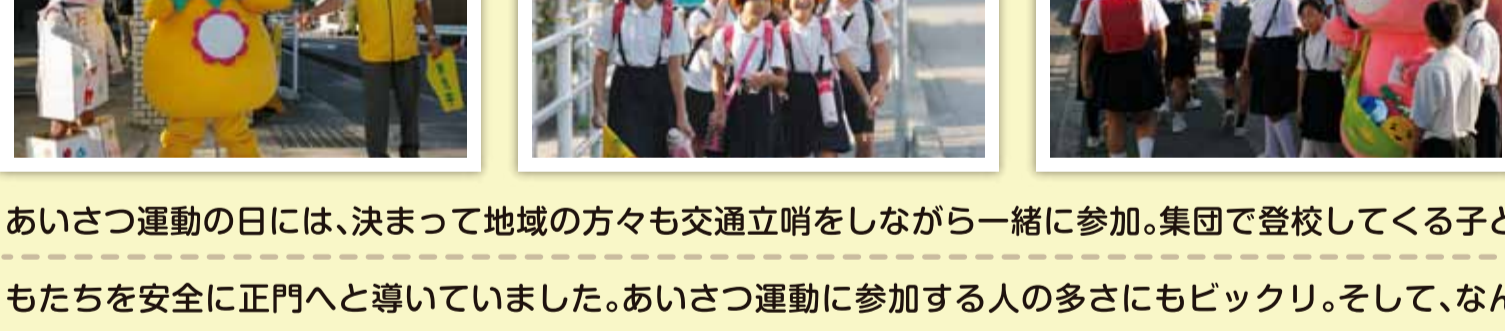 あいさつ運動の日には、決まって地域の方々も交通立哨をしながら一緒に参加。集団で登校してくる子ど
もたちを安全に正門へと導いていました。あいさつ運動に参加する人の多さにもビックリ。そして、なん